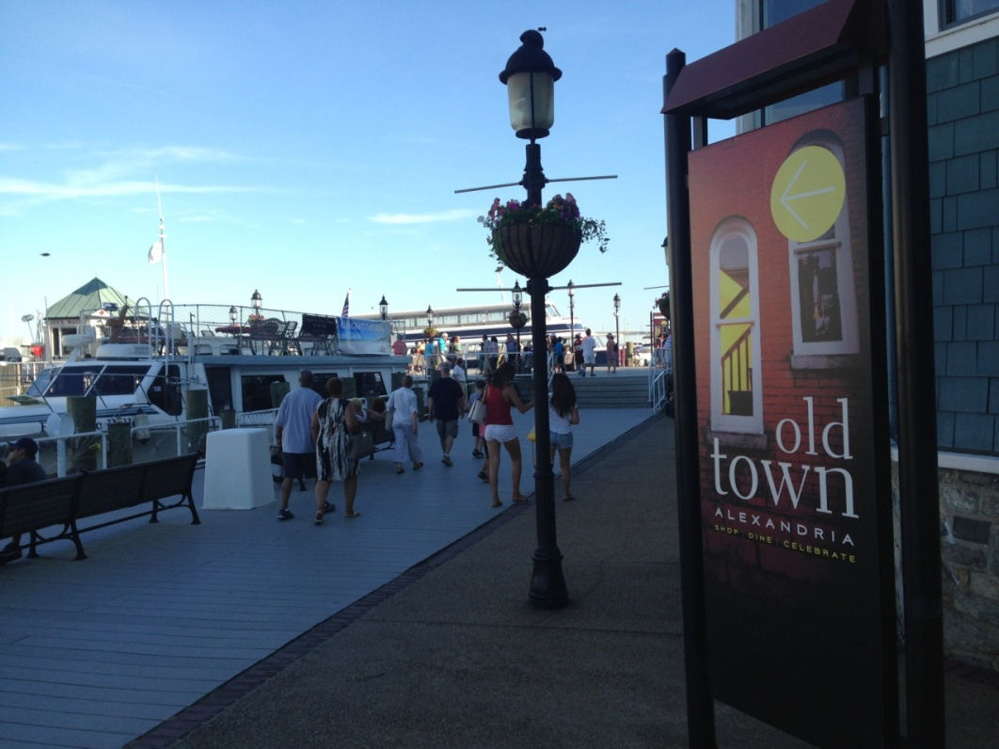 old
town
ALEXANDRIA
SHOP DINE CELEBRATE